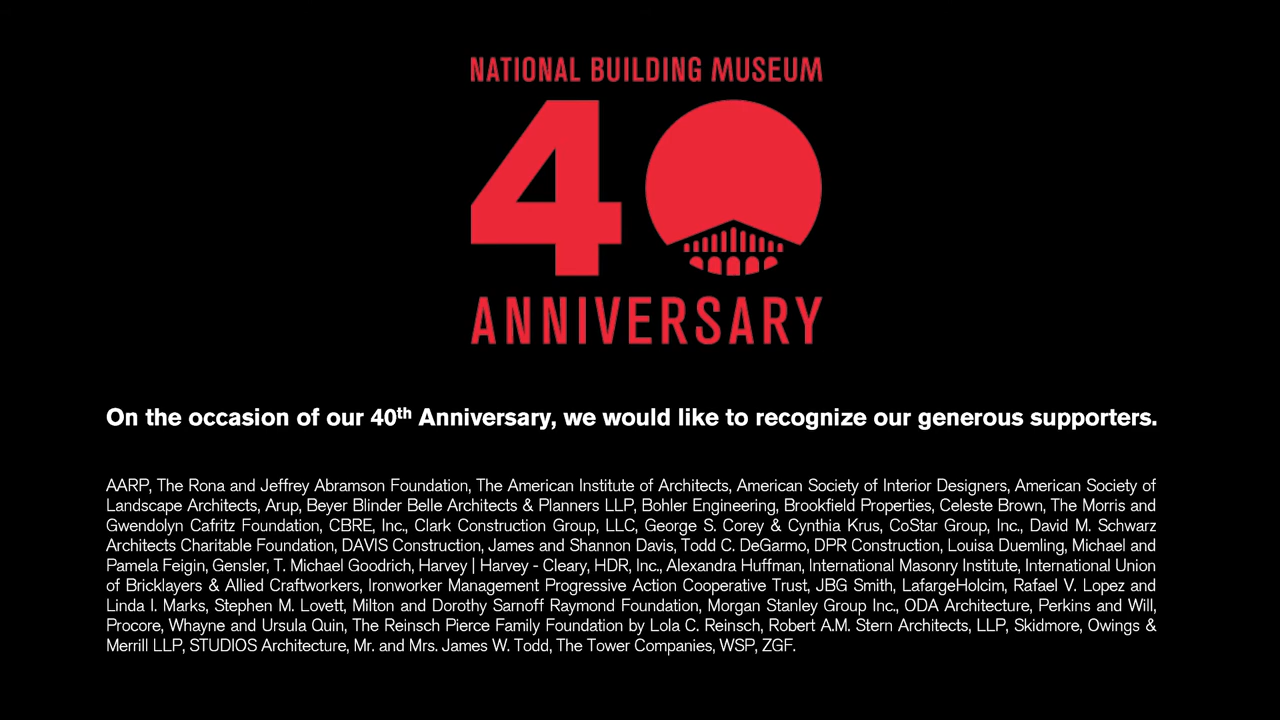 NATIONAL BUILDING MUSEUM
40
ANNIVERSARY
On the occasion of our 40th Anniversary, we would like to recognize our generous supporters.
AARP, The Rona and Jeffrey Abramson Foundation, The American Institute of Architects, American Society of Interior Designers, American Society of
Landscape Architects, Arup, Beyer Blinder Belle Architects & Planners LLP, Bohler Engineering, Brookfield Properties, Celeste Brown, The Morris and
Gwendolyn Cafritz Foundation, CBRE, Inc., Clark Construction Group, LLC, George S. Corey & Cynthia Krus, CoStar Group, Inc., David M. Schwarz
Architects Charitable Foundation, DAVIS Construction, James and Shannon Davis, Todd C. DeGarmo, DPR Construction, Louisa Duemling, Michael and
Pamela Feigin, Gensler, T. Michael Goodrich, Harvey | Harvey - Cleary, HDR, Inc., Alexandra Huffman, International Masonry Institute, International Union
of Bricklayers & Allied Craftworkers, Ironworker Management Progressive Action Cooperative Trust, JBG Smith, LafargeHolcim, Rafael V. Lopez and
Linda I. Marks, Stephen M. Lovett, Milton and Dorothy Sarnoff Raymond Foundation, Morgan Stanley Group Inc., ODA Architecture, Perkins and Will,
Procore, Whayne and Ursula Quin, The Reinsch Pierce Family Foundation by Lola C. Reinsch, Robert A.M. Stern Architects, LLP, Skidmore, Owings &
Merrill LLP, STUDIOS Architecture, Mr. and Mrs. James W. Todd, The Tower Companies, WSP, ZGF.